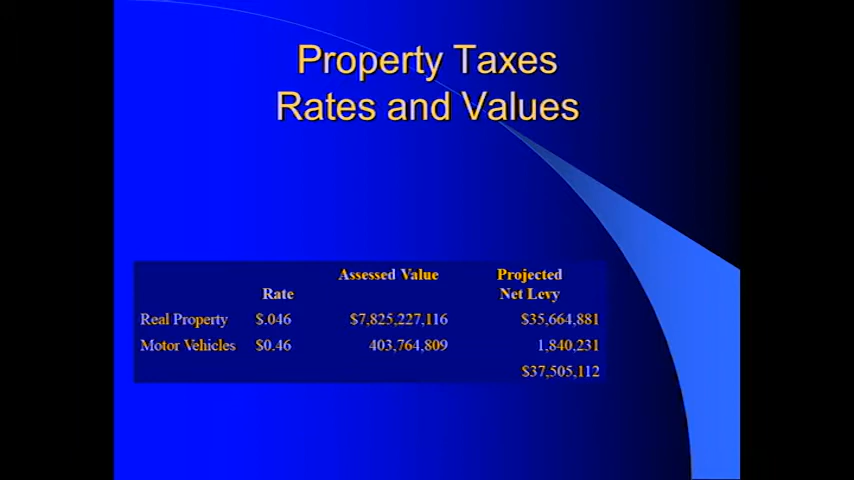 Property Taxes
Rates and Values
Rate Assessed Value Projected Net Levy
Real Property $.046 $7,825,227,116 $35,664,881
Motor Vehicles $0.46 403,764,809 1,840,231
$37,505,112